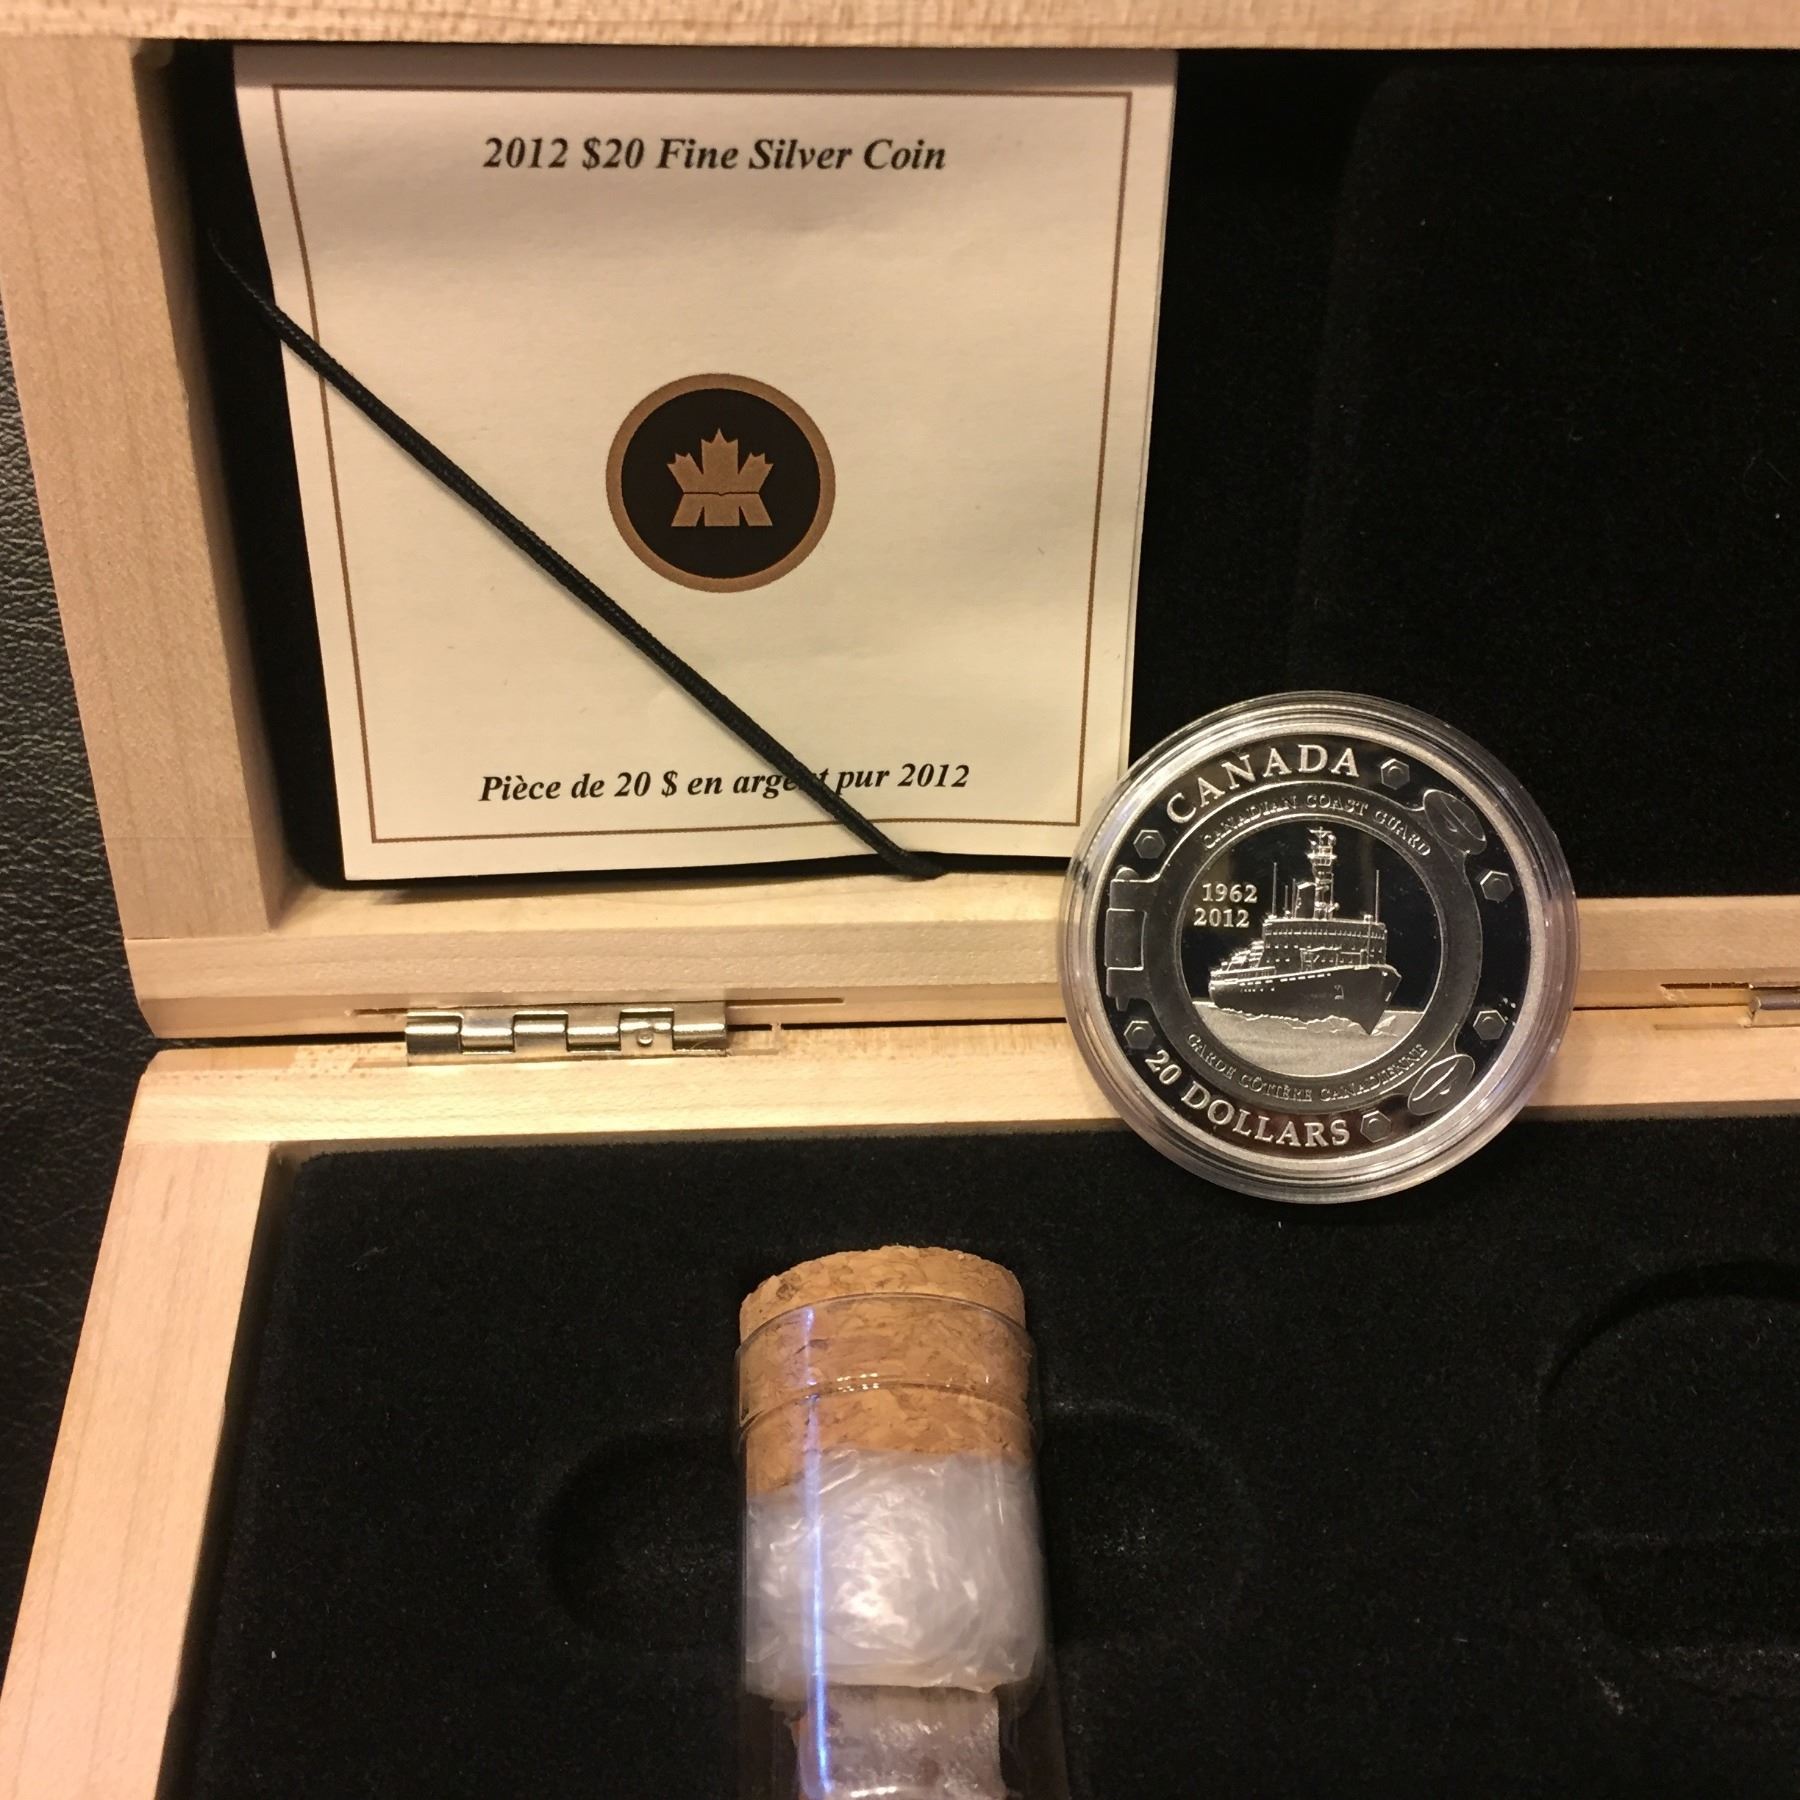 2012 $20 Fine Silver Coin
Pièce de 20 $ en argent pur 2012
CANADA
CANADIAN COAST GUARD
1962
2012
GARDE CÔTIÈRE CANADIENNE
20 DOLLARS